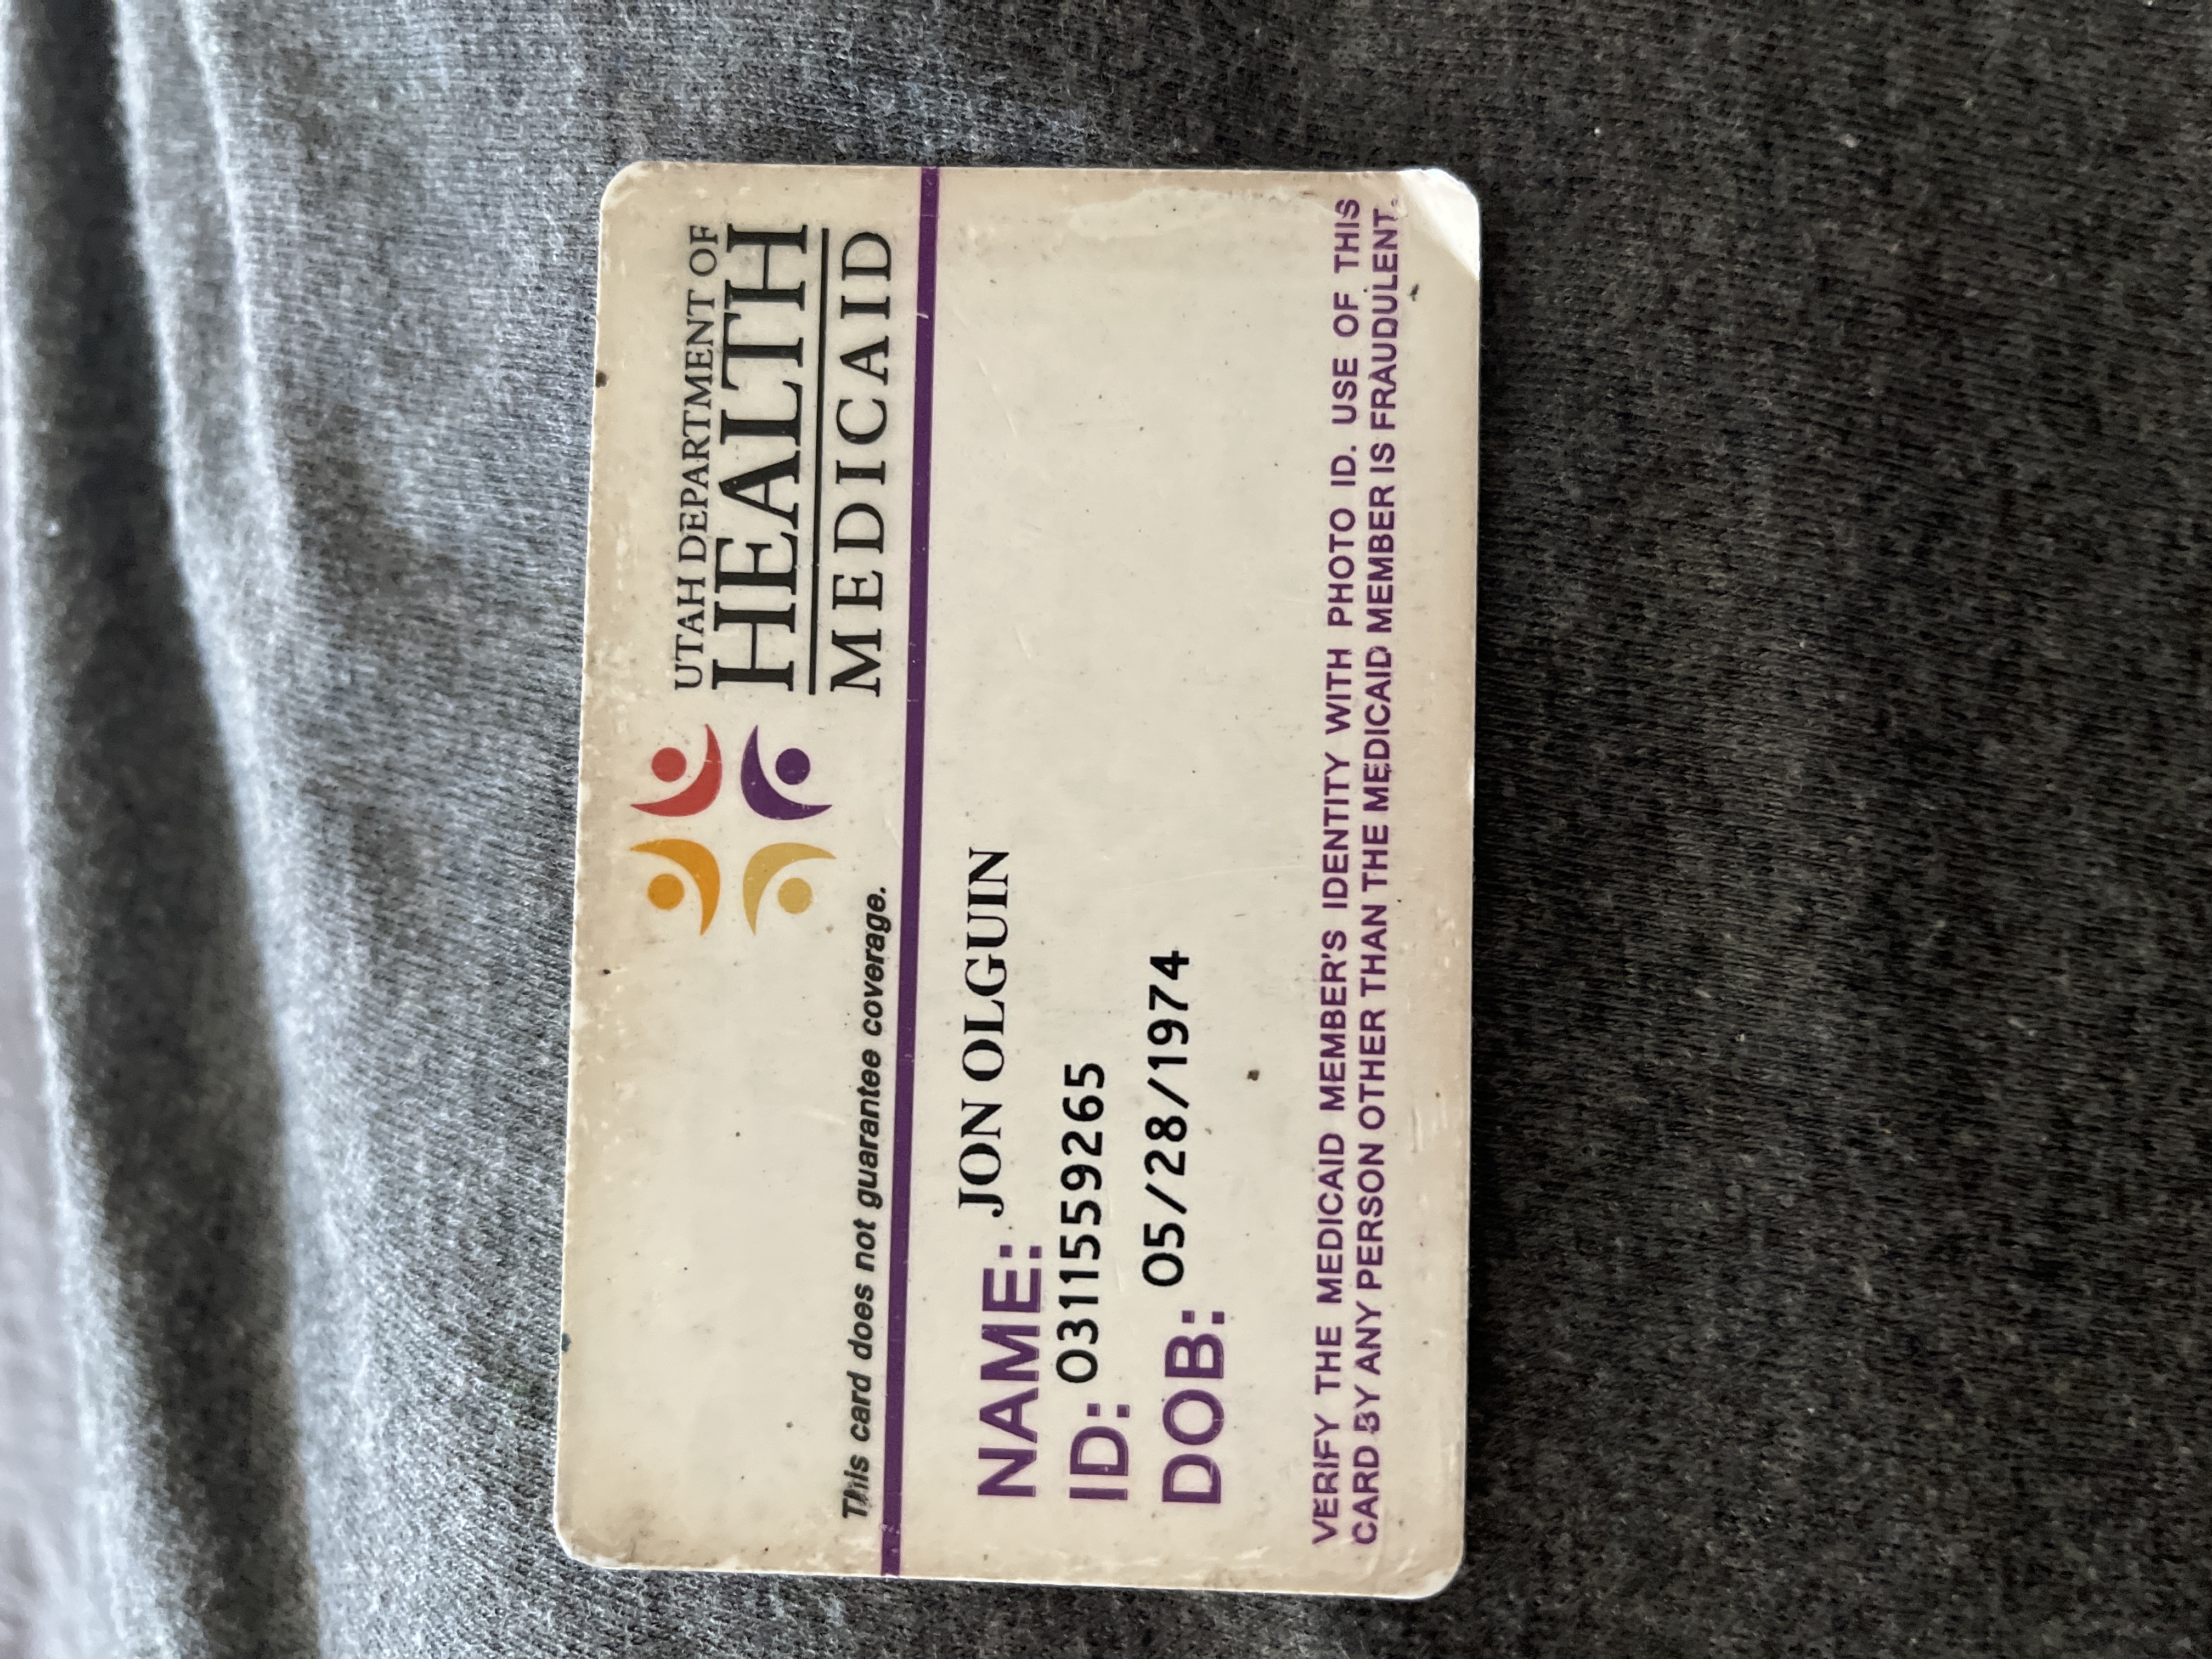 UTAH DEPARTMENT OF
HEALTH
MEDICAID
This card does not guarantee coverage.
NAME: JON OLGUIN
ID: 0311559265
DOB: 05/28/1974
VERIFY THE MEDICAID MEMBER'S IDENTITY WITH PHOTO ID. USE OF THIS
CARD BY ANY PERSON OTHER THAN THE MEDICAID MEMBER IS FRAUDULENT.